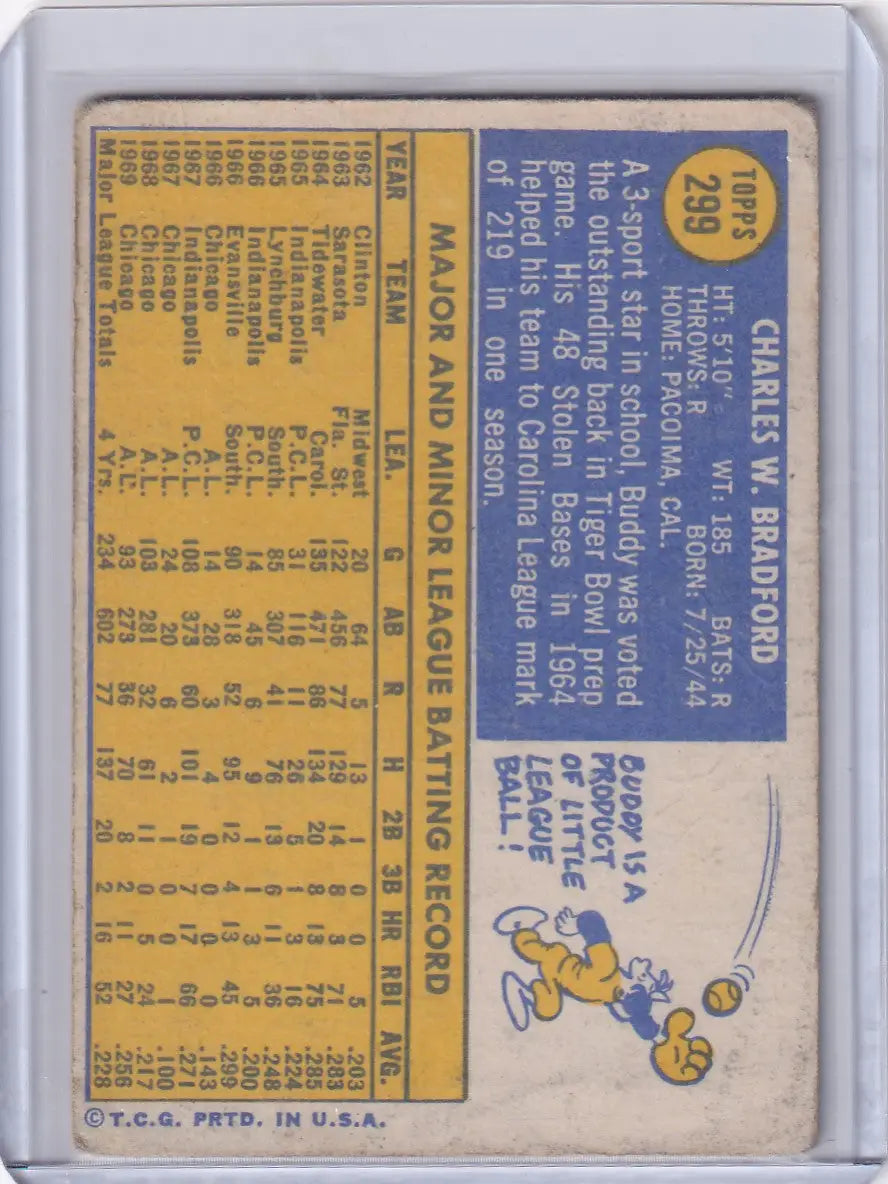 TOPPS
299
CHARLES W. BRADFORD
HT: 5'10" WT: 185 BATS: R
THROWS: R BORN: 7/25/44
HOME: PACOIMA, CAL.
A 3-sport star in school, Buddy was voted
the outstanding back in Tiger Bowl prep
game. His 48 Stolen Bases in 1964
helped his team to Carolina League mark
of 219 in one season.
BUDDY IS A
PRODUCT
OF LITTLE
LEAGUE
BALL!
MAJOR AND MINOR LEAGUE BATTING RECORD
YEAR TEAM LEA. G AB R H 2B 3B HR RBI AVG.
1962 Clinton Midwest 20 64 5 13 1 0 0 5 .203
1963 Sarasota Fla. St. 122 456 77 129 14 8 3 71 .283
1964 Tidewater Carol. 135 471 86 134 20 8 13 75 .285
1965 Indianapolis P.C.L. 31 116 11 26 5 1 3 16 .224
1965 Lynchburg South. 85 307 41 76 13 6 11 36 .248
1966 Indianapolis P.C.L. 14 45 6 9 1 1 3 5 .200
1966 Evansville South. 90 318 52 95 12 4 13 45 .299
1966 Chicago A.L. 14 28 3 4 0 0 0 0 .143
1987 Indianapolis P.C.L. 108 373 60 101 19 7 17 66 .271
1967 Chicago A.L. 24 20 6 2 1 0 0 1 .100
1968 Chicago A.L. 103 281 32 61 11 0 5 24 .217
1969 Chicago A.L. 93 273 36 70 8 2 11 27 .256
Major League Totals 4 Yrs. 234 602 77 137 20 2 16 52 .228
© T.C.G. PRTD. IN U.S.A.